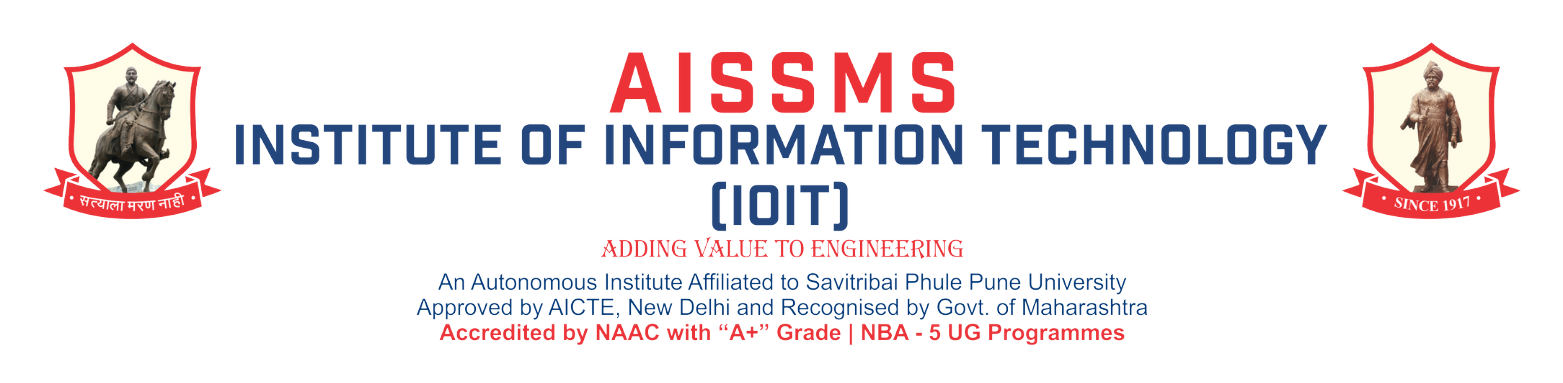 AISSMS
INSTITUTE OF INFORMATION TECHNOLOGY
(IOIT)
ADDING VALUE TO ENGINEERING
An Autonomous Institute Affiliated to Savitribai Phule Pune University
Approved by AICTE, New Delhi and Recognised by Govt. of Maharashtra
Accredited by NAAC with “A+” Grade | NBA - 5 UG Programmes
• सत्याला मरण नाही •
• SINCE 1917 •